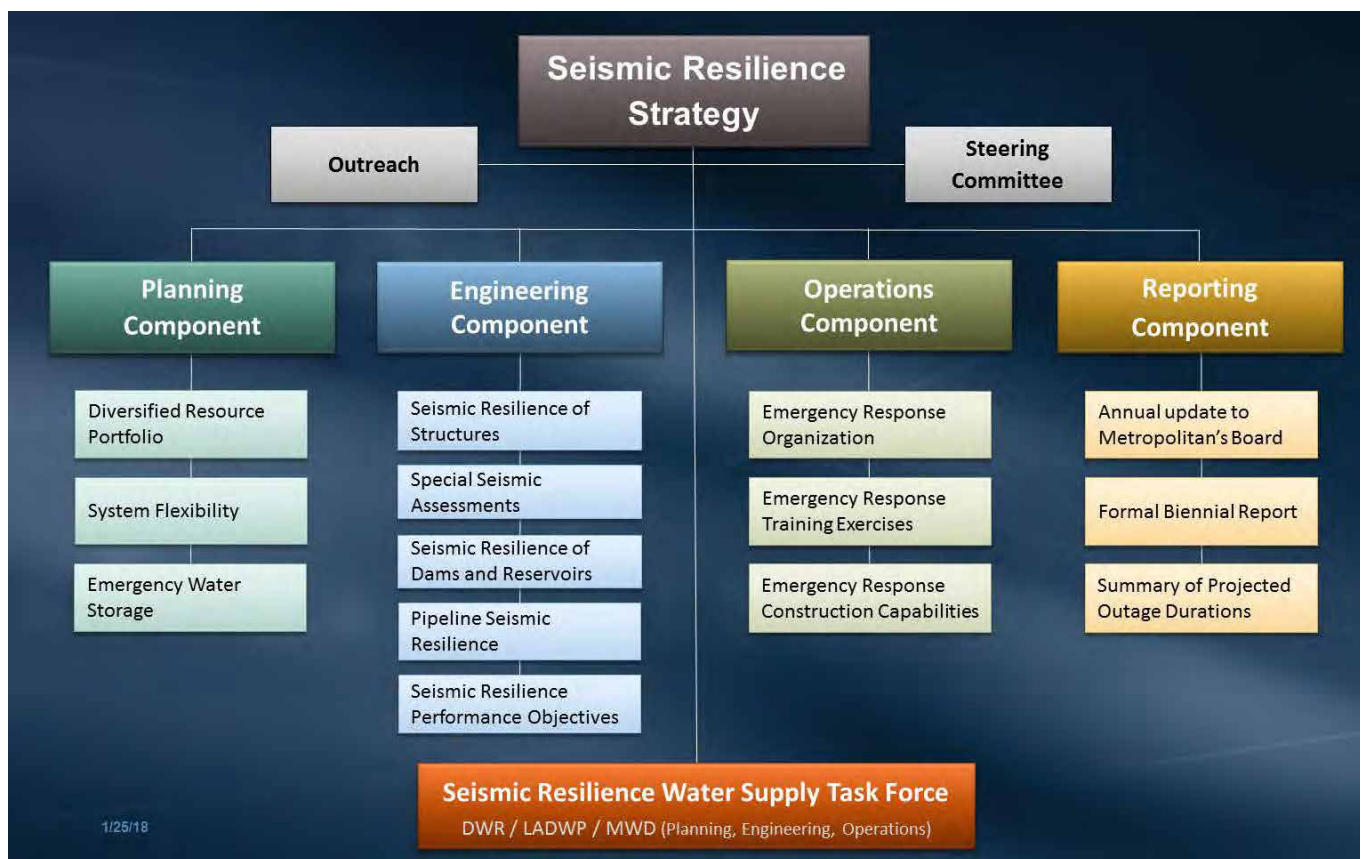 Seismic Resilience
Strategy
Outreach
Steering
Committee
Planning
Component
Diversified Resource
Portfolio
System Flexibility
Emergency Water
Storage
Engineering
Component
Seismic Resilience of
Structures
Special Seismic
Assessments
Seismic Resilience of
Dams and Reservoirs
Pipeline Seismic
Resilience
Seismic Resilience
Performance Objectives
Operations
Component
Emergency Response
Organization
Emergency Response
Training Exercises
Emergency Response
Construction Capabilities
Reporting
Component
Annual update to
Metropolitan's Board
Formal Biennial Report
Summary of Projected
Outage Durations
Seismic Resilience Water Supply Task Force
DWR / LADWP / MWD (Planning, Engineering, Operations)
1/25/18